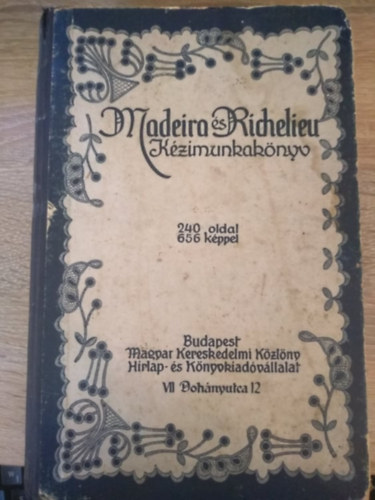 Madeira és Richelieu
Kézimunkakönyv
240 oldal
656 képpel
Budapest
Magyar Kereskedelmi Közlöny
Hirlap- és Könyvkiadóvállalat
VII Dohányutca 12